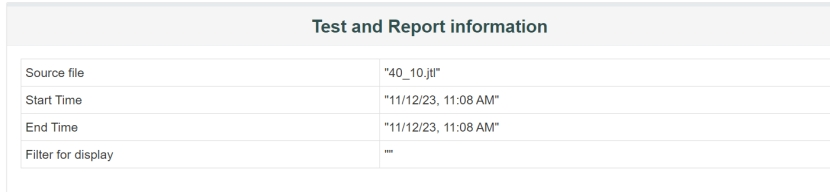 Test and Report information
Source file "40_10.jtl"
Start Time "11/12/23, 11:08 AM"
End Time "11/12/23, 11:08 AM"
Filter for display ""